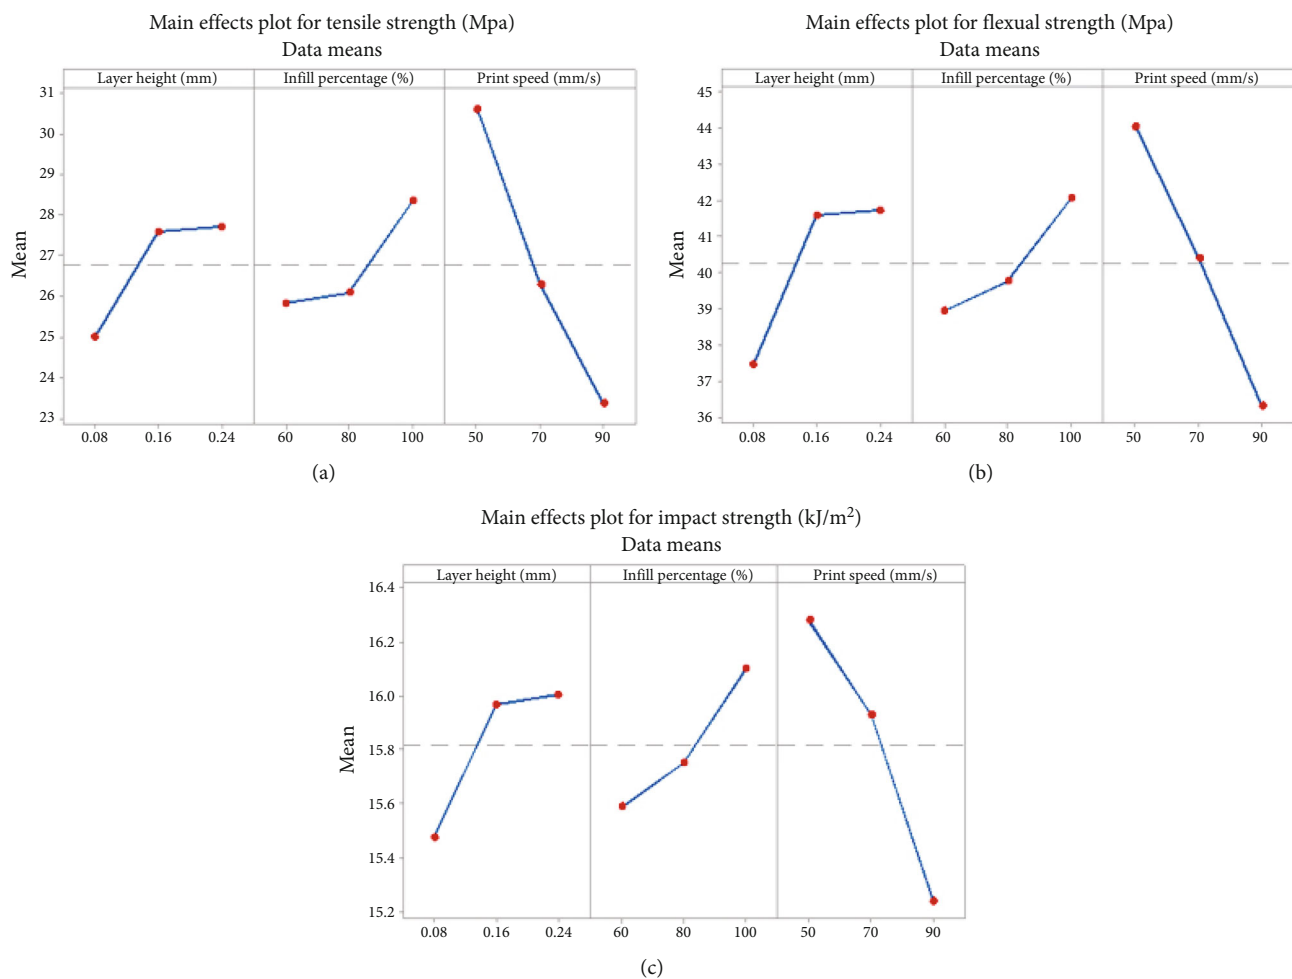 Main effects plot for tensile strength (Mpa)
Data means
Layer height (mm) Infill percentage (%) Print speed (mm/s)
31
30
29
28
27
26
25
24
23
Mean
0.08 0.16 0.24 60 80 100 50 70 90
(a)
Main effects plot for flexual strength (Mpa)
Data means
Layer height (mm) Infill percentage (%) Print speed (mm/s)
45
44
43
42
41
40
39
38
37
36
Mean
0.08 0.16 0.24 60 80 100 50 70 90
(b)
Main effects plot for impact strength (kJ/m²)
Data means
Layer height (mm) Infill percentage (%) Print speed (mm/s)
16.4
16.2
16.0
15.8
15.6
15.4
15.2
Mean
0.08 0.16 0.24 60 80 100 50 70 90
(c)